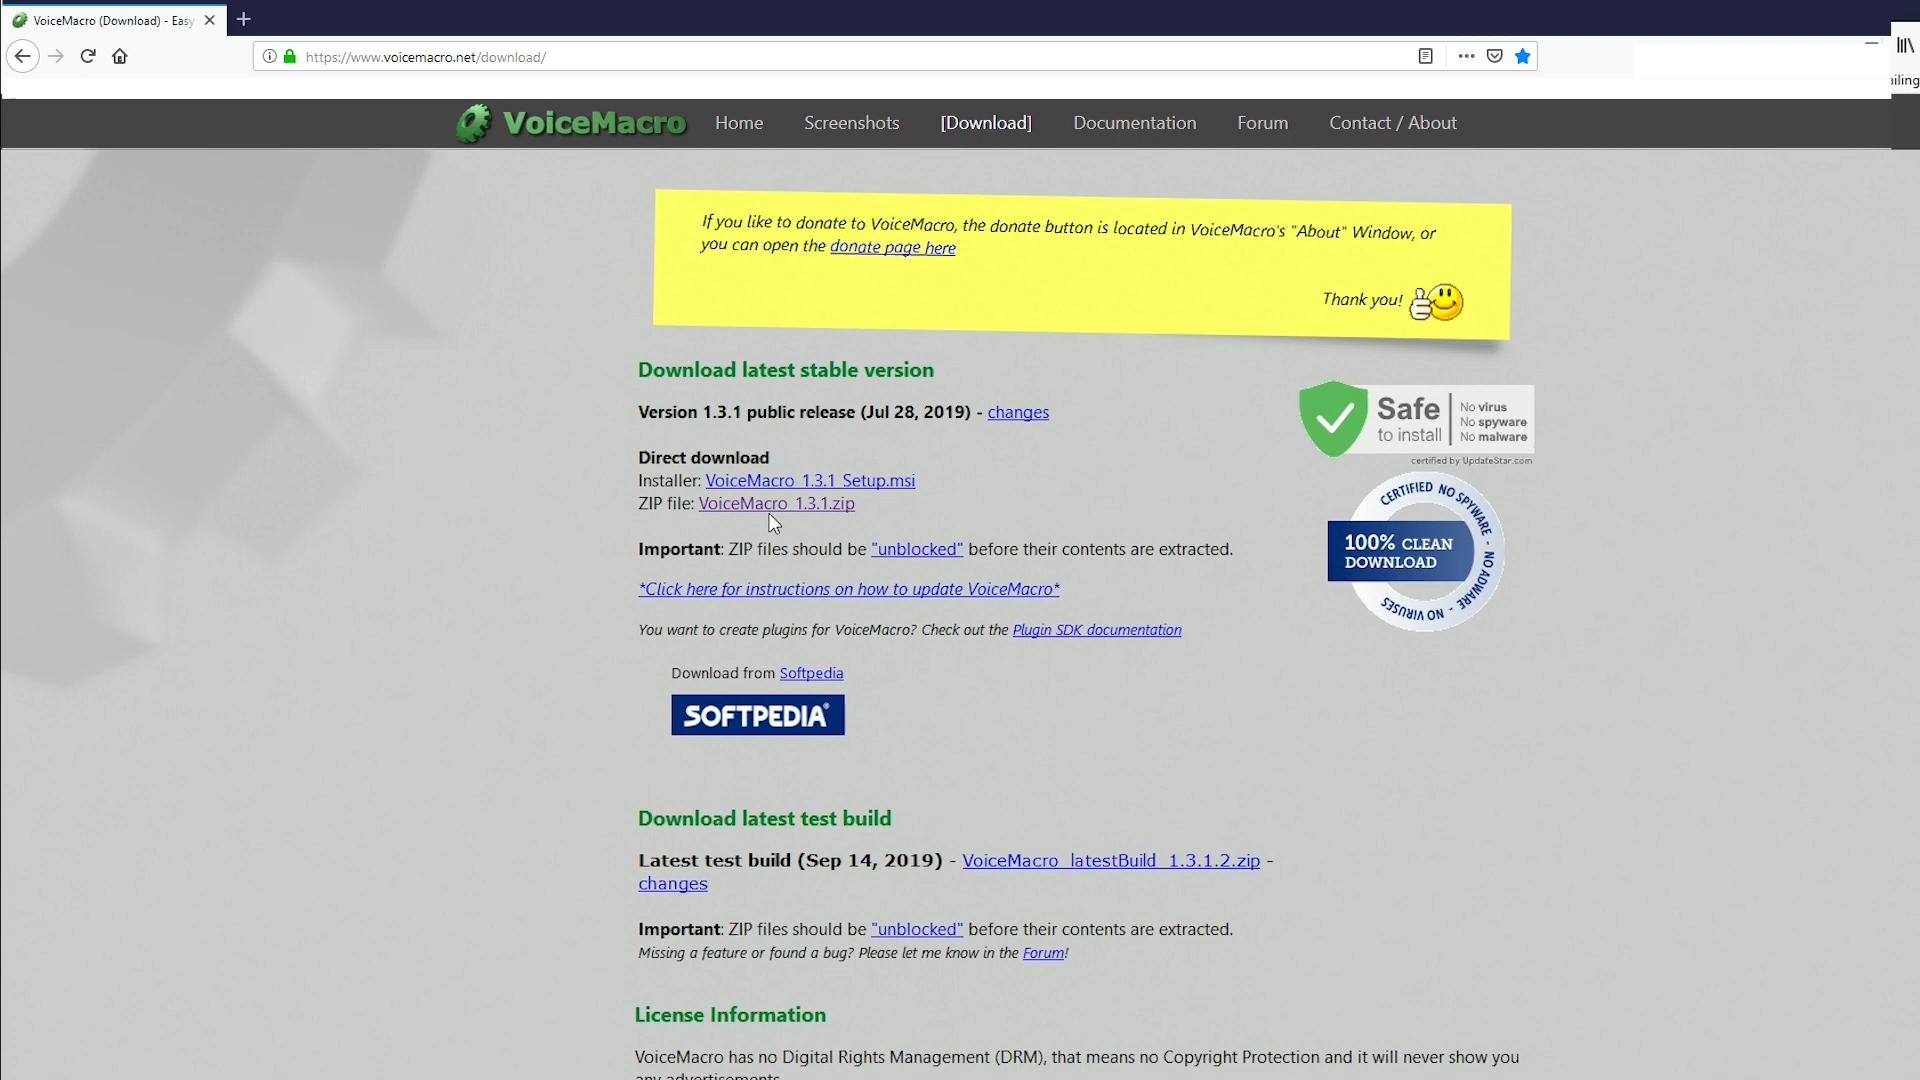 VoiceMacro (Download) - Easy
https://www.voicemacro.net/download/
ailing
VoiceMacro Home Screenshots [Download] Documentation Forum Contact / About
If you like to donate to VoiceMacro, the donate button is located in VoiceMacro's "About" Window, or
you can open the donate page here
Thank you!
Download latest stable version
Version 1.3.1 public release (Jul 28, 2019) - changes
Direct download
Installer: VoiceMacro_1.3.1_Setup.msi
ZIP file: VoiceMacro_1.3.1.zip
Important: ZIP files should be "unblocked" before their contents are extracted.
*Click here for instructions on how to update VoiceMacro*
You want to create plugins for VoiceMacro? Check out the Plugin SDK documentation
Download from Softpedia
SOFTPEDIA®
Safe
to install
No virus
No spyware
No malware
certified by UpdateStar.com
CERTIFIED NO SPYWARE - NO ADWARE - NO VIRUSES
100% CLEAN
DOWNLOAD
Download latest test build
Latest test build (Sep 14, 2019) - VoiceMacro_latestBuild_1.3.1.2.zip -
changes
Important: ZIP files should be "unblocked" before their contents are extracted.
Missing a feature or found a bug? Please let me know in the Forum!
License Information
VoiceMacro has no Digital Rights Management (DRM), that means no Copyright Protection and it will never show you
any advertisements